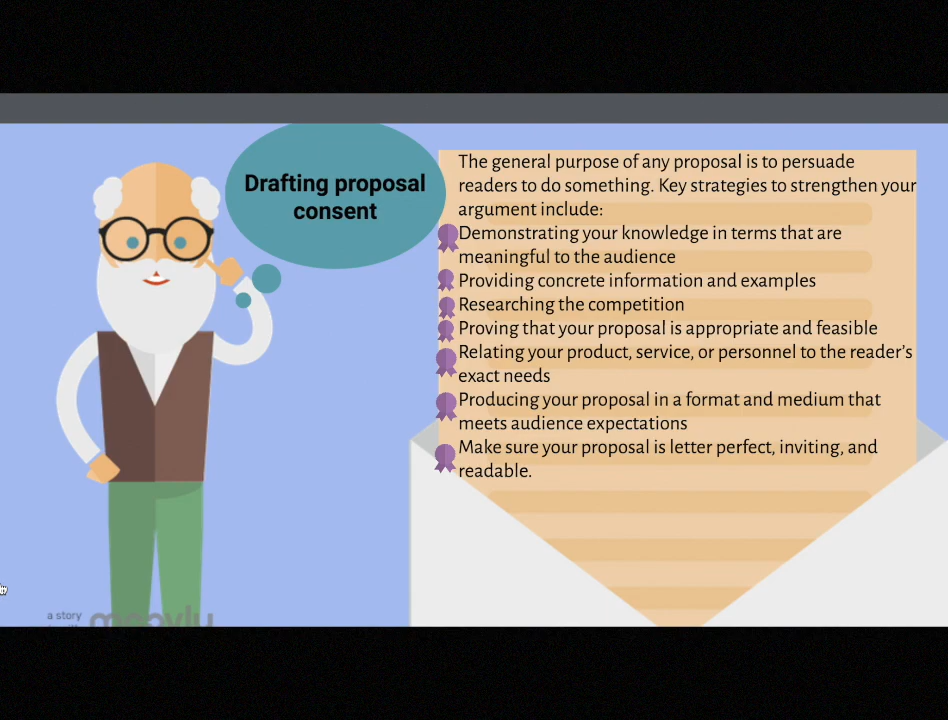 Drafting proposal
consent
The general purpose of any proposal is to persuade
readers to do something. Key strategies to strengthen your
argument include:
Demonstrating your knowledge in terms that are
meaningful to the audience
Providing concrete information and examples
Researching the competition
Proving that your proposal is appropriate and feasible
Relating your product, service, or personnel to the reader’s
exact needs
Producing your proposal in a format and medium that
meets audience expectations
Make sure your proposal is letter perfect, inviting, and
readable.
a story